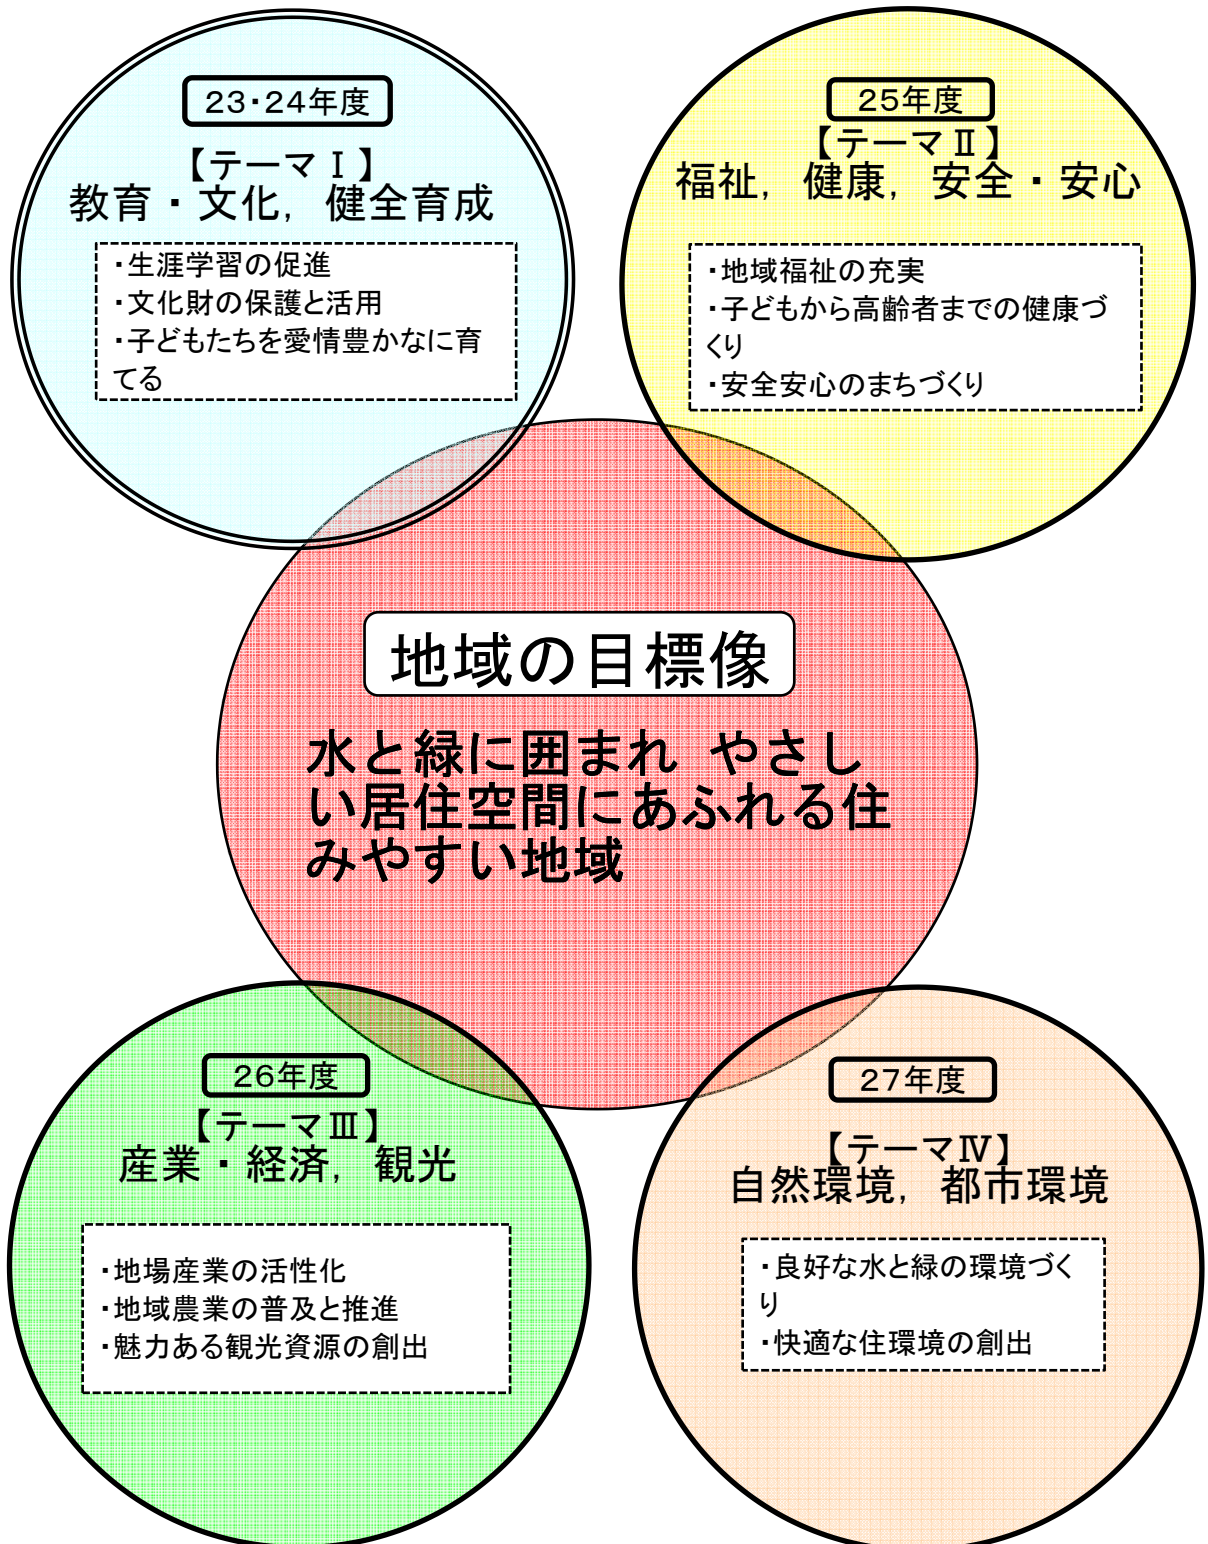 23・24年度
【テーマⅠ】
教育・文化，健全育成
・生涯学習の促進
・文化財の保護と活用
・子どもたちを愛情豊かなに育
てる
25年度
【テーマⅡ】
福祉，健康，安全・安心
・地域福祉の充実
・子どもから高齢者までの健康づ
くり
・安全安心のまちづくり
地域の目標像
水と緑に囲まれ　やさし
い居住空間にあふれる住
みやすい地域
26年度
【テーマⅢ】
産業・経済，観光
・地場産業の活性化
・地域農業の普及と推進
・魅力ある観光資源の創出
27年度
【テーマⅣ】
自然環境，都市環境
・良好な水と緑の環境づく
り
・快適な住環境の創出